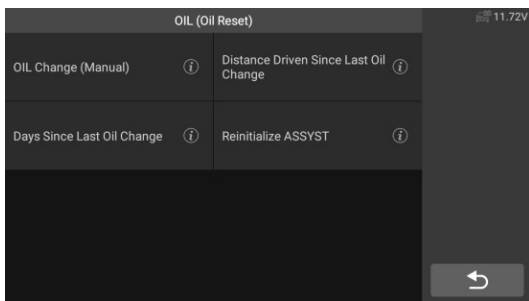 OIL (Oil Reset)
11.72V
OIL Change (Manual)
Distance Driven Since Last Oil
Change
Days Since Last Oil Change
Reinitialize ASSYST